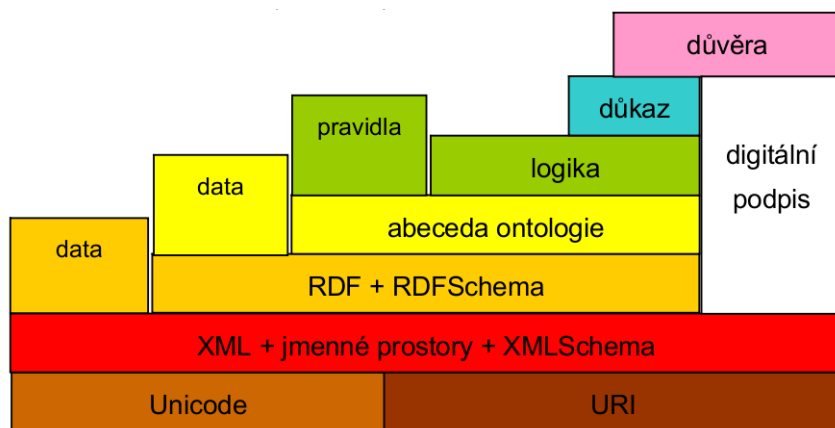 důvěra
důkaz
pravidla
digitální
podpis
logika
data
abeceda ontologie
data
RDF + RDFSchema
XML + jmenné prostory + XMLSchema
Unicode
URI